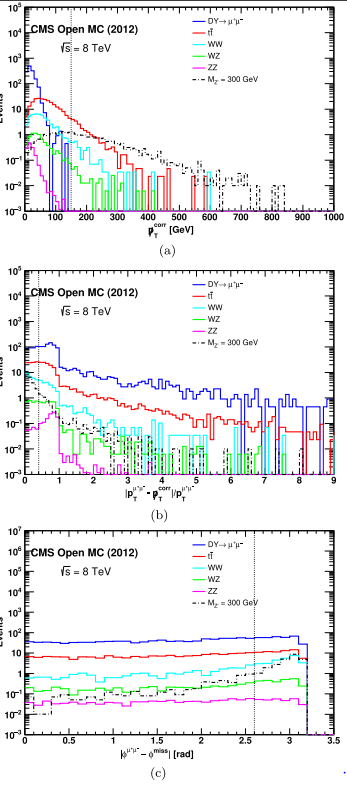 10⁵
10⁴
10³
10²
10
1
10⁻¹
10⁻²
10⁻³
Events
CMS Open MC (2012)
√s = 8 TeV
DY→ μ⁺μ⁻
tt̄
WW
WZ
ZZ
M_Z' = 300 GeV
0 100 200 300 400 500 600 700 800 900 1000
p̸_T^corr [GeV]
(a)
10⁵
10⁴
10³
10²
10
1
10⁻¹
10⁻²
10⁻³
Events
CMS Open MC (2012)
√s = 8 TeV
DY→ μ⁺μ⁻
tt̄
WW
WZ
ZZ
M_Z' = 300 GeV
0 1 2 3 4 5 6 7 8 9
|p_T^μ⁺μ⁻ - p̸_T^corr|/p_T^μ⁺μ⁻
(b)
10⁷
10⁶
10⁵
10⁴
10³
10²
10
1
10⁻¹
10⁻²
10⁻³
Events
CMS Open MC (2012)
√s = 8 TeV
DY→ μ⁺μ⁻
tt̄
WW
WZ
ZZ
M_Z' = 300 GeV
0 0.5 1 1.5 2 2.5 3 3.5
|ϕ^μ⁺μ⁻ - ϕ^miss| [rad]
(c)